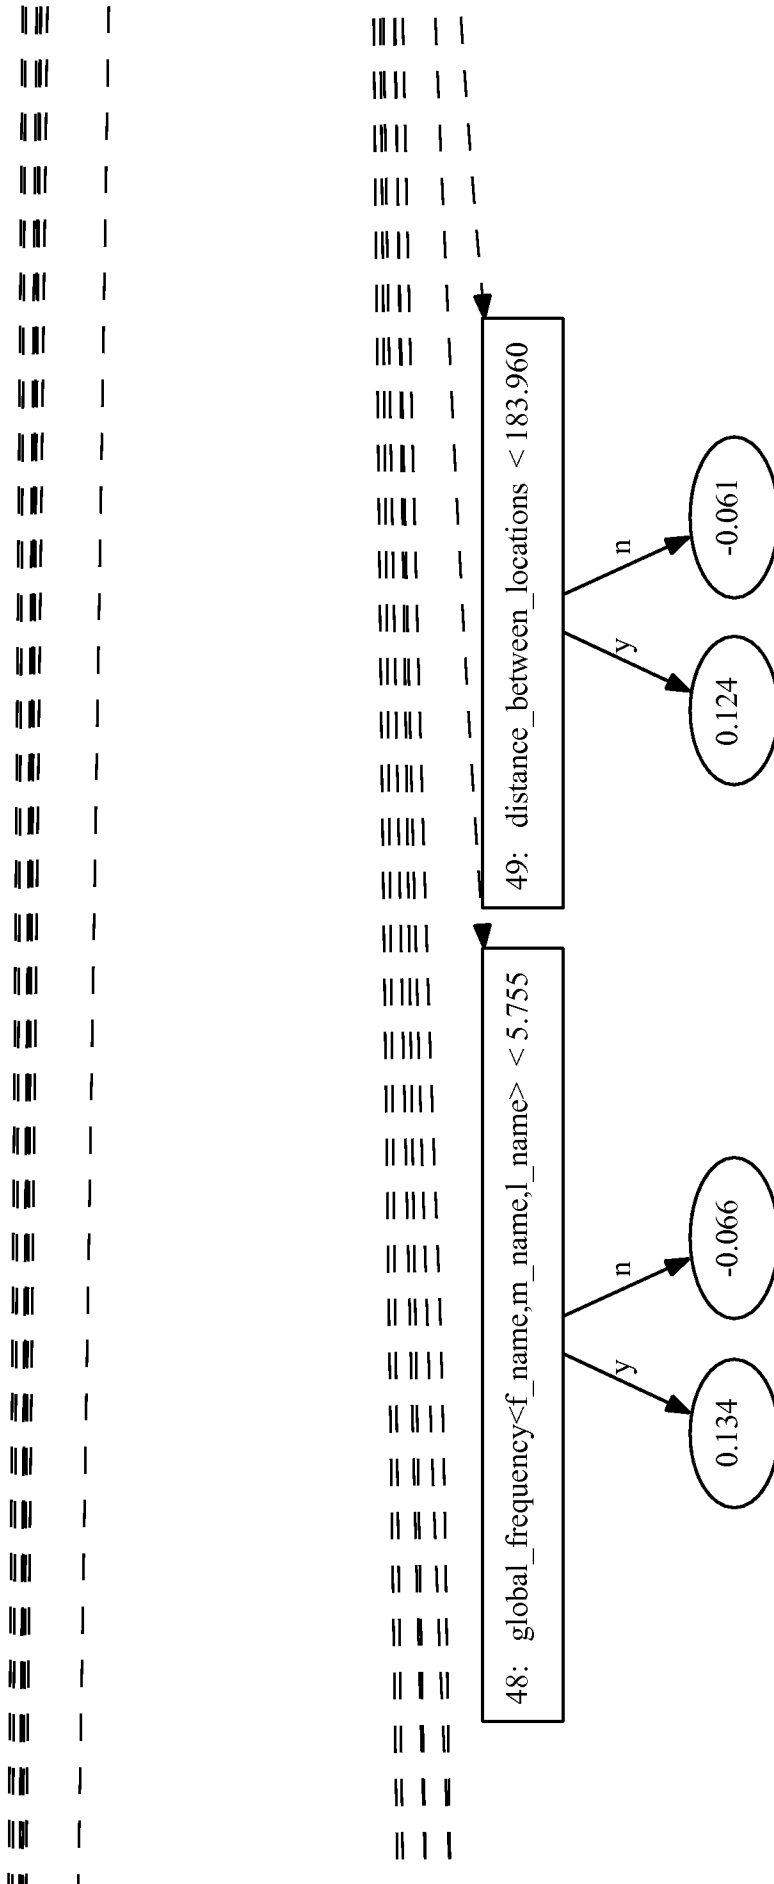 49: distance_between_locations < 183.960
y
n
0.124
-0.061
48: global_frequency<f_name,m_name,l_name> < 5.755
y
n
0.134
-0.066